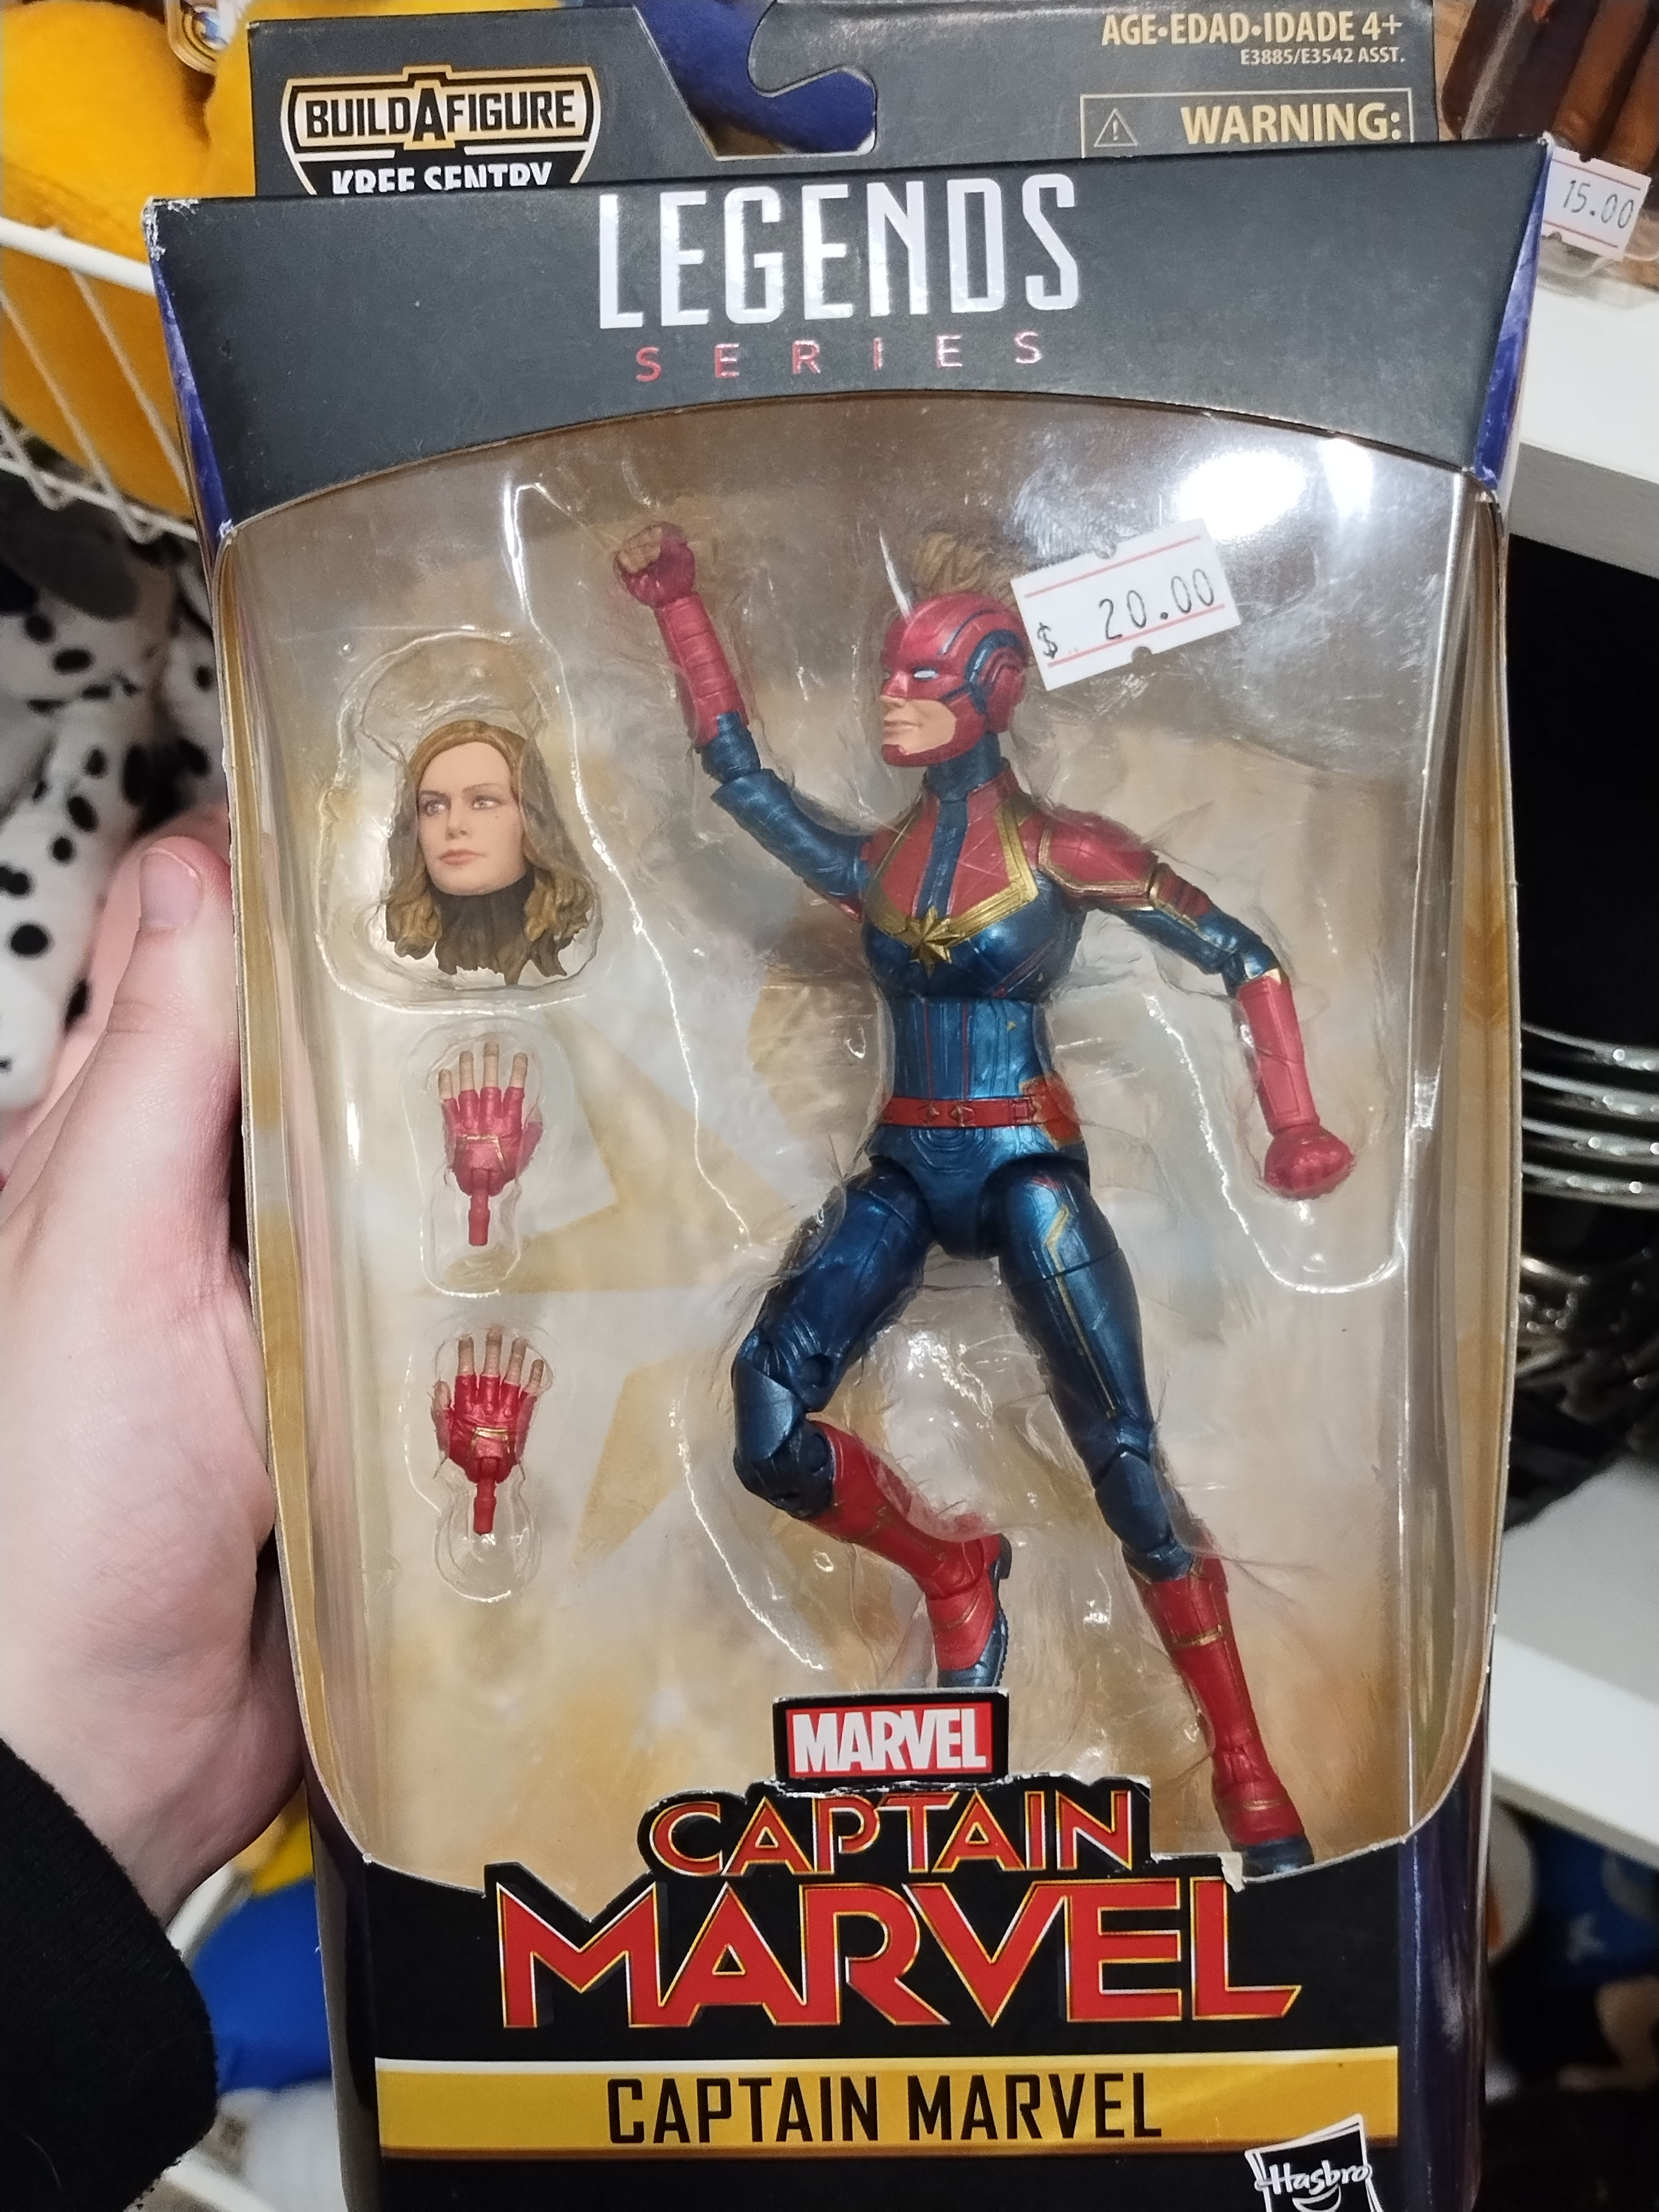 AGE•EDAD•IDADE 4+
E3885/E3542 ASST.
BUILD A FIGURE
KREE SENTRY
WARNING:
15.00
LEGENDS
SERIES
$ 20.00
MARVEL
CAPTAIN
MARVEL
CAPTAIN MARVEL
Hasbro